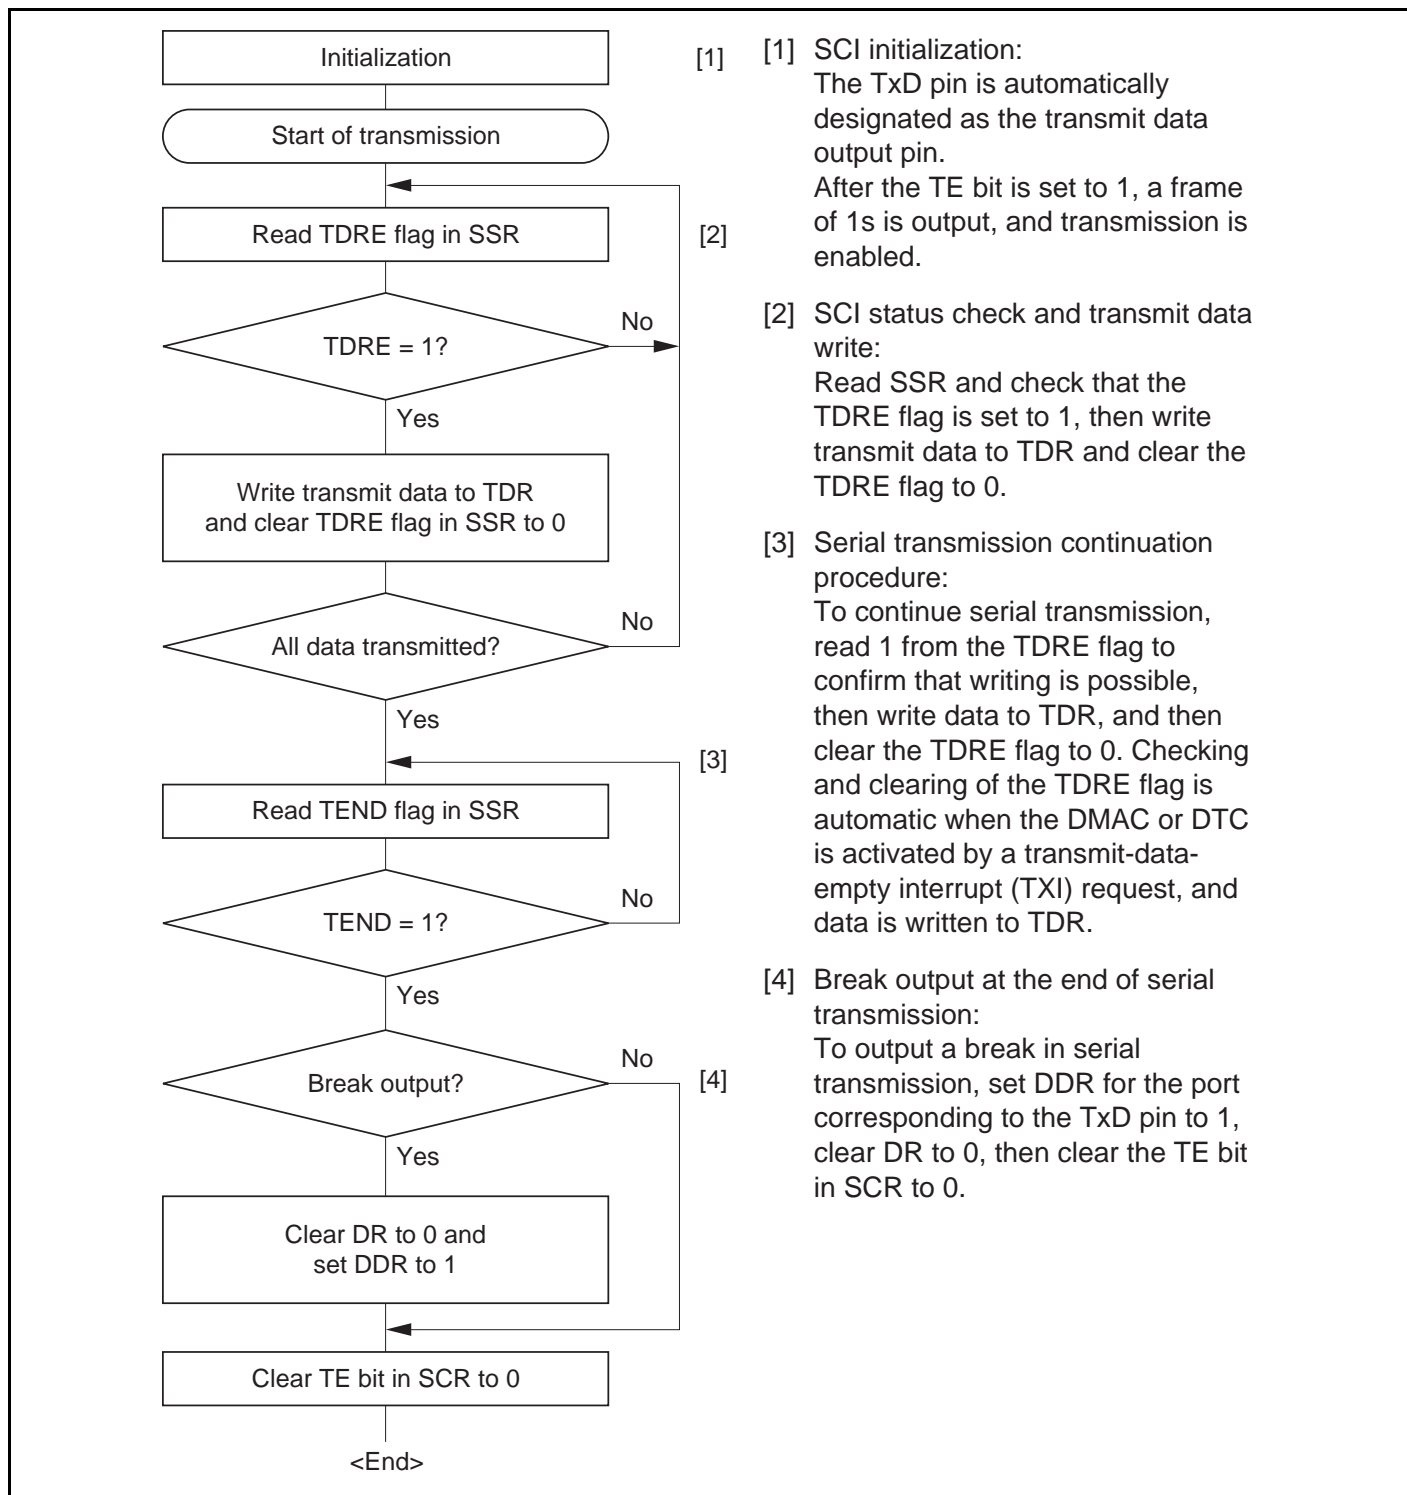 Initialization
[1]
Start of transmission
Read TDRE flag in SSR
[2]
TDRE = 1?
No
Yes
Write transmit data to TDR
and clear TDRE flag in SSR to 0
All data transmitted?
No
Yes
[3]
Read TEND flag in SSR
TEND = 1?
No
Yes
Break output?
No
[4]
Yes
Clear DR to 0 and
set DDR to 1
Clear TE bit in SCR to 0
<End>
[1] SCI initialization:
The TxD pin is automatically
designated as the transmit data
output pin.
After the TE bit is set to 1, a frame
of 1s is output, and transmission is
enabled.
[2] SCI status check and transmit data
write:
Read SSR and check that the
TDRE flag is set to 1, then write
transmit data to TDR and clear the
TDRE flag to 0.
[3] Serial transmission continuation
procedure:
To continue serial transmission,
read 1 from the TDRE flag to
confirm that writing is possible,
then write data to TDR, and then
clear the TDRE flag to 0. Checking
and clearing of the TDRE flag is
automatic when the DMAC or DTC
is activated by a transmit-data-
empty interrupt (TXI) request, and
data is written to TDR.
[4] Break output at the end of serial
transmission:
To output a break in serial
transmission, set DDR for the port
corresponding to the TxD pin to 1,
clear DR to 0, then clear the TE bit
in SCR to 0.